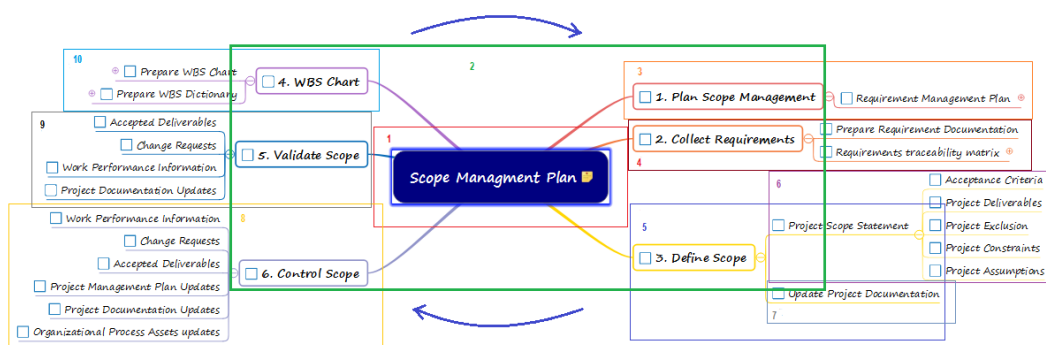 10
Prepare WBS Chart
Prepare WBS Dictionary
4. WBS Chart
2
3
1. Plan Scope Management
Requirement Management Plan
9
Accepted Deliverables
Change Requests
Work Performance Information
Project Documentation Updates
5. Validate Scope
1
Scope Managment Plan
2. Collect Requirements
Prepare Requirement Documentation
Requirements traceability matrix
4
8
Work Performance Information
Change Requests
Accepted Deliverables
Project Management Plan Updates
Project Documentation Updates
Organizational Process Assets updates
6. Control Scope
5
3. Define Scope
6
Project Scope Statement
Acceptance Criteria
Project Deliverables
Project Exclusion
Project Constraints
Project Assumptions
Update Project Documentation
7